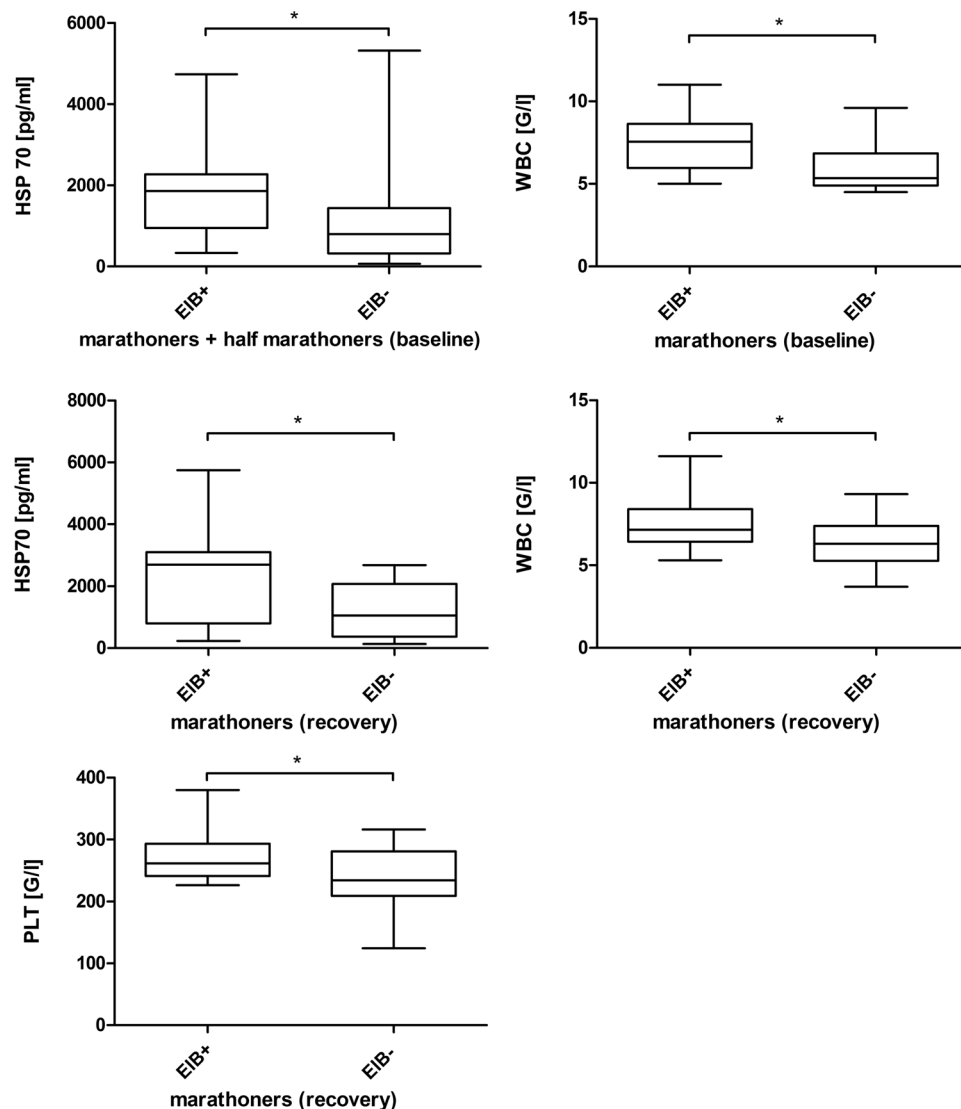 *
6000
4000
2000
0
HSP 70 [pg/ml]
EIB+
EIB-
marathoners + half marathoners (baseline)
*
15
10
5
0
WBC [G/l]
EIB+
EIB-
marathoners (baseline)
*
8000
6000
4000
2000
0
HSP70 [pg/ml]
EIB+
EIB-
marathoners (recovery)
*
15
10
5
0
WBC [G/l]
EIB+
EIB-
marathoners (recovery)
*
400
300
200
100
0
PLT [G/l]
EIB+
EIB-
marathoners (recovery)